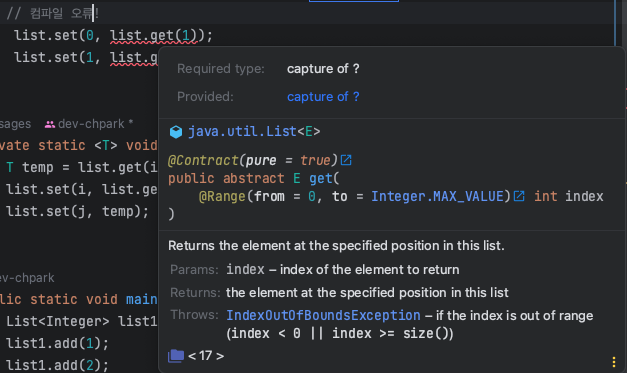 // 컴파일 오류!
list.set(0, list.get(1));
list.set(1, list.g
Required type: capture of ?
Provided: capture of ?
java.util.List<E>
@Contract(pure = true)
public abstract E get(
@Range(from = 0, to = Integer.MAX_VALUE) int index
)
Returns the element at the specified position in this list.
Params: index – index of the element to return
Returns: the element at the specified position in this list
Throws: IndexOutOfBoundsException – if the index is out of range
(index < 0 || index >= size())
< 17 >
sages dev-chpark *
vate static <T> void
T temp = list.get(i
list.set(i, list.ge
list.set(j, temp);
ev-chpark
lic static void main
List<Integer> list1
list1.add(1);
list1.add(2);